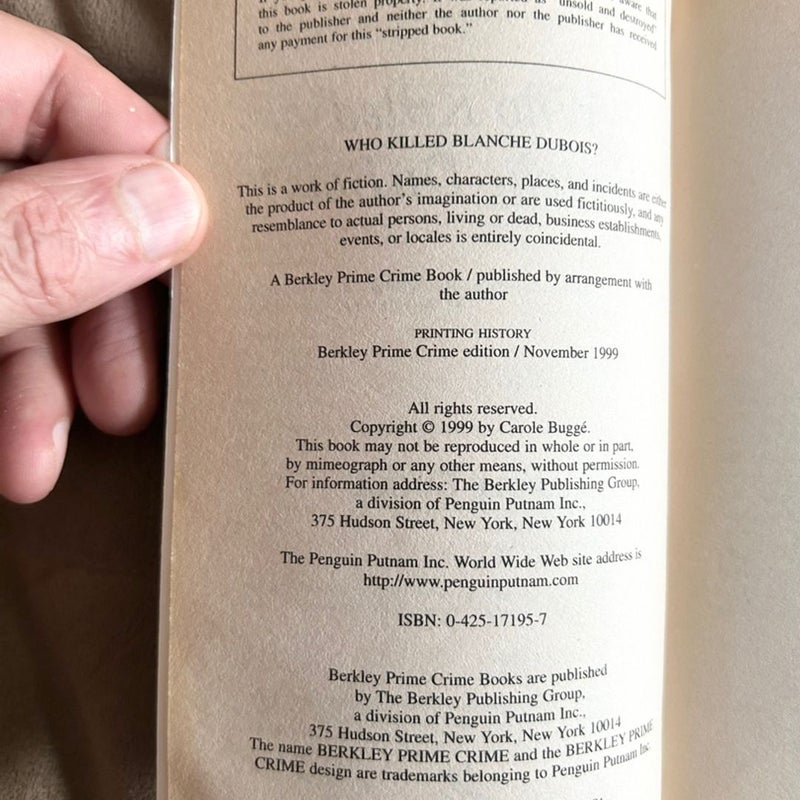 this book is stolen property. It was reported as "unsold and destroyed"
to the publisher and neither the author nor the publisher has received
any payment for this "stripped book."
WHO KILLED BLANCHE DUBOIS?
This is a work of fiction. Names, characters, places, and incidents are either
the product of the author's imagination or are used fictitiously, and any
resemblance to actual persons, living or dead, business establishments,
events, or locales is entirely coincidental.
A Berkley Prime Crime Book / published by arrangement with
the author
PRINTING HISTORY
Berkley Prime Crime edition / November 1999
All rights reserved.
Copyright © 1999 by Carole Buggé.
This book may not be reproduced in whole or in part,
by mimeograph or any other means, without permission.
For information address: The Berkley Publishing Group,
a division of Penguin Putnam Inc.,
375 Hudson Street, New York, New York 10014
The Penguin Putnam Inc. World Wide Web site address is
http://www.penguinputnam.com
ISBN: 0-425-17195-7
Berkley Prime Crime Books are published
by The Berkley Publishing Group,
a division of Penguin Putnam Inc.,
375 Hudson Street, New York, New York 10014
The name BERKLEY PRIME CRIME and the BERKLEY PRIME
CRIME design are trademarks belonging to Penguin Putnam Inc.